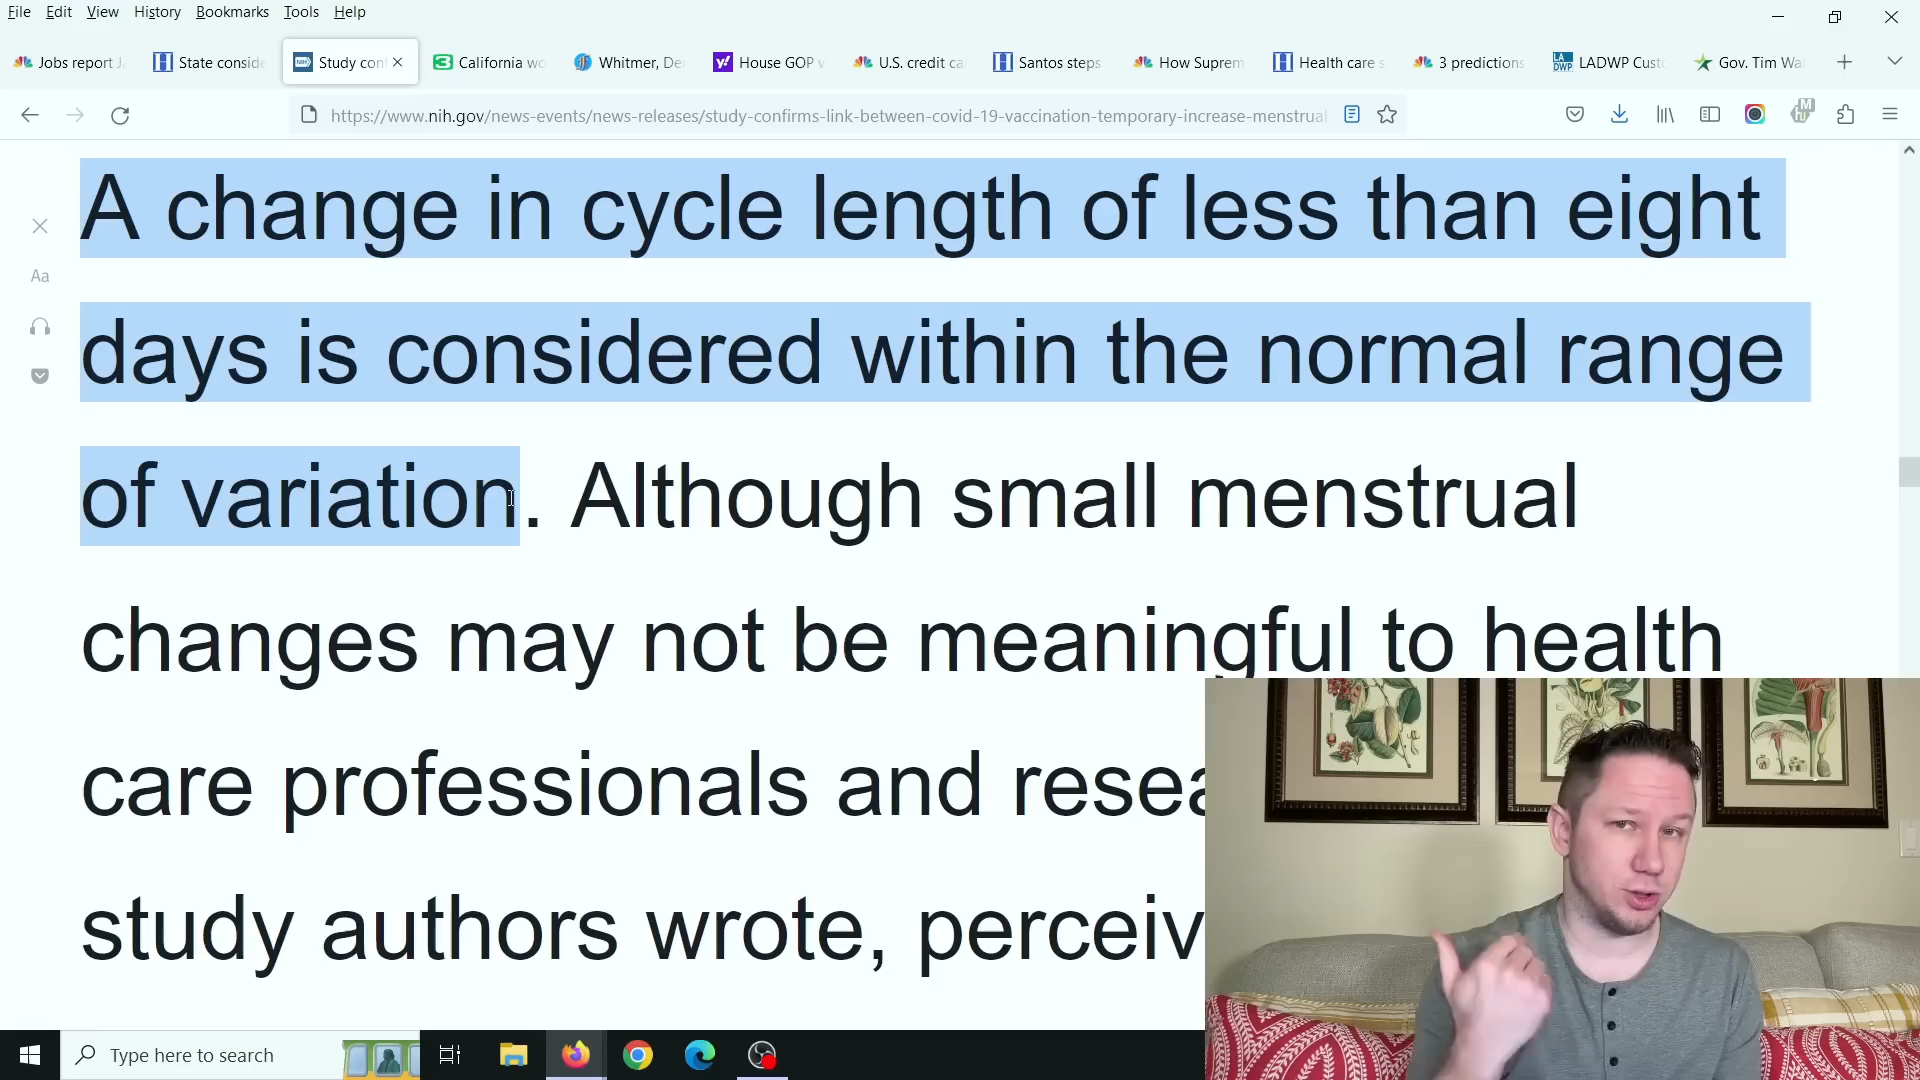 File Edit View History Bookmarks Tools Help
Jobs report J
State conside
Study con
California wo
Whitmer, De
House GOP v
U.S. credit ca
Santos steps
How Suprem
Health care s
3 predictions
LADWP Custo
Gov. Tim Wal
https://www.nih.gov/news-events/news-releases/study-confirms-link-between-covid-19-vaccination-temporary-increase-menstrual
Aa
A change in cycle length of less than eight
days is considered within the normal range
of variation. Although small menstrual
changes may not be meaningful to health
care professionals and resea
study authors wrote, perceiv
Type here to search